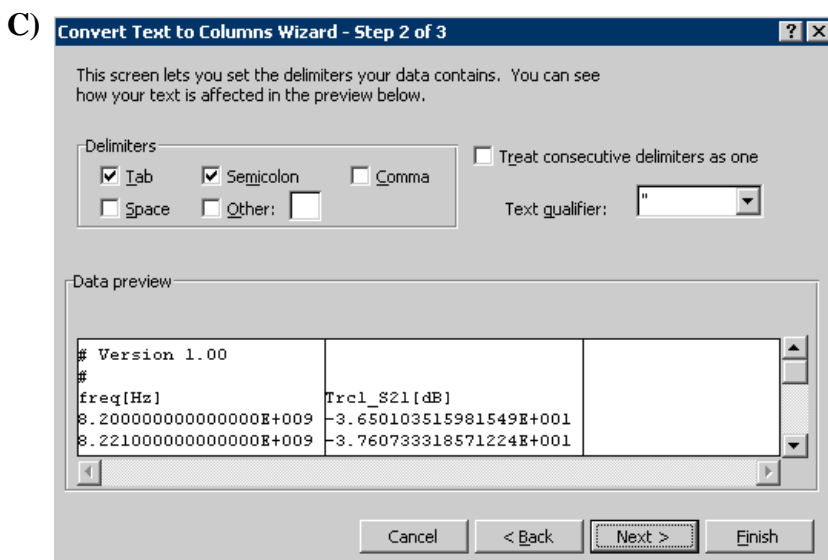 C)
Convert Text to Columns Wizard - Step 2 of 3
This screen lets you set the delimiters your data contains. You can see
how your text is affected in the preview below.
Delimiters
Tab
Semicolon
Comma
Space
Other:
Treat consecutive delimiters as one
Text qualifier:
"
Data preview
# Version 1.00
#
freq[Hz] Trc1_S21[dB]
8.200000000000000E+009 -3.650103515981549E+001
8.221000000000000E+009 -3.760733318571224E+001
Cancel
< Back
Next >
Finish